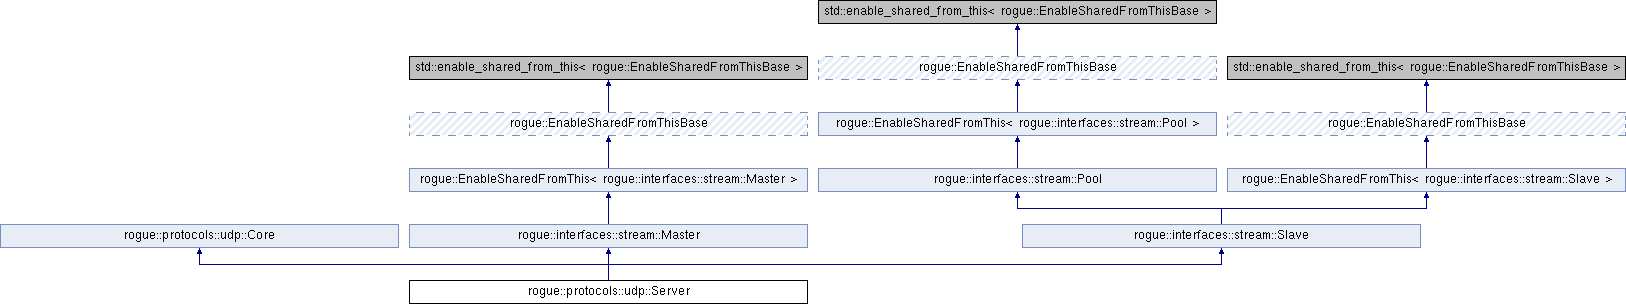 std::enable_shared_from_this< rogue::EnableSharedFromThisBase >
std::enable_shared_from_this< rogue::EnableSharedFromThisBase >
rogue::EnableSharedFromThisBase
std::enable_shared_from_this< rogue::EnableSharedFromThisBase >
rogue::EnableSharedFromThisBase
rogue::EnableSharedFromThis< rogue::interfaces::stream::Pool >
rogue::EnableSharedFromThisBase
rogue::EnableSharedFromThis< rogue::interfaces::stream::Master >
rogue::interfaces::stream::Pool
rogue::EnableSharedFromThis< rogue::interfaces::stream::Slave >
rogue::protocols::udp::Core
rogue::interfaces::stream::Master
rogue::interfaces::stream::Slave
rogue::protocols::udp::Server